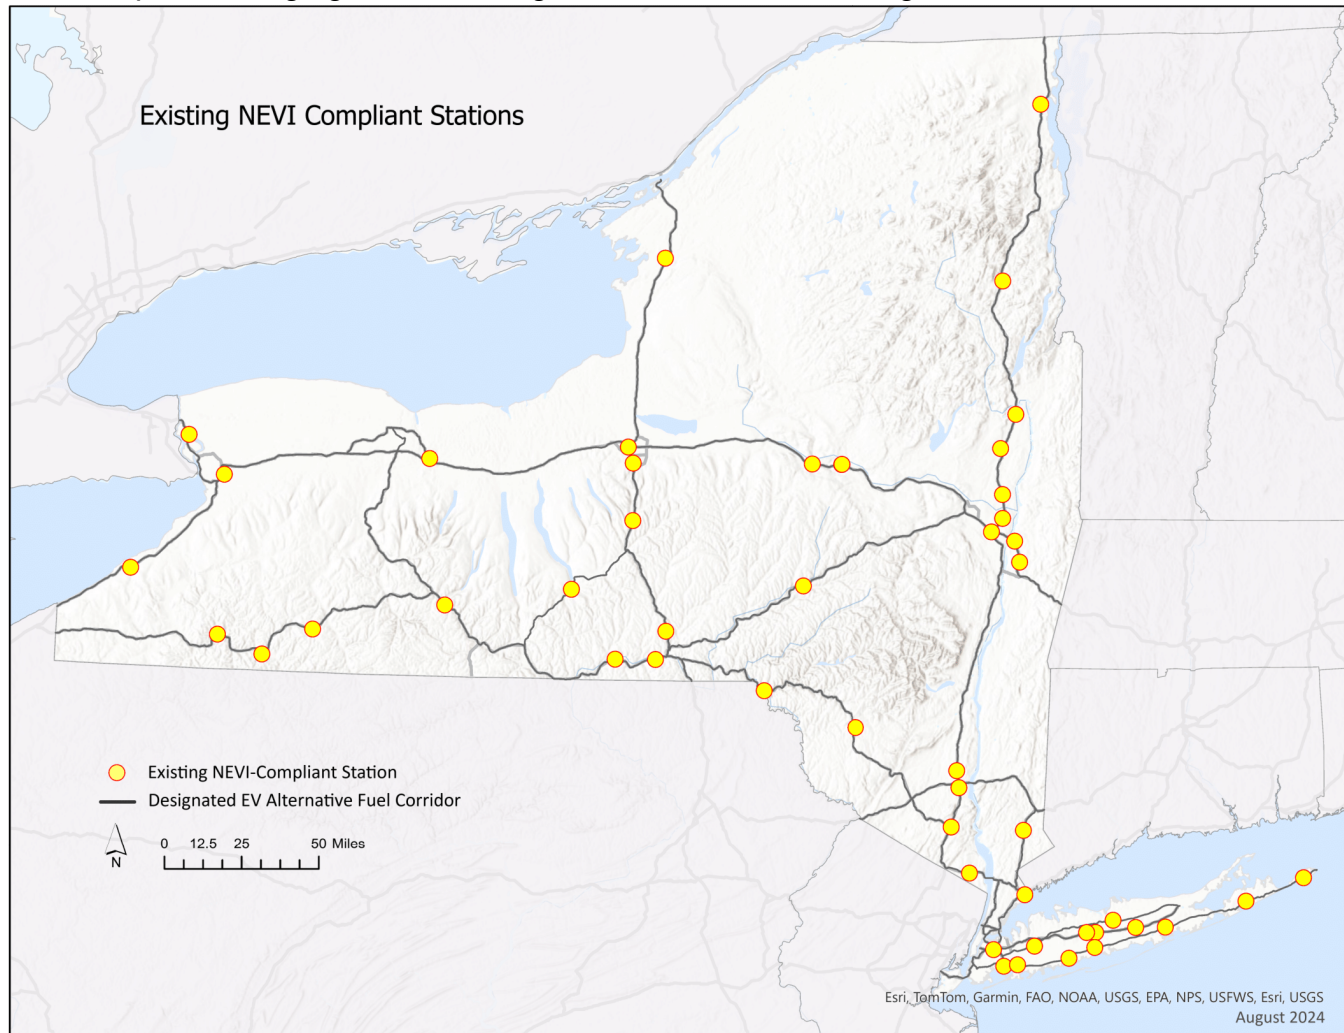 Existing NEVI Compliant Stations
Existing NEVI-Compliant Station
Designated EV Alternative Fuel Corridor
N
0 12.5 25 50 Miles
Esri, TomTom, Garmin, FAO, NOAA, USGS, EPA, NPS, USFWS, Esri, USGS
August 2024